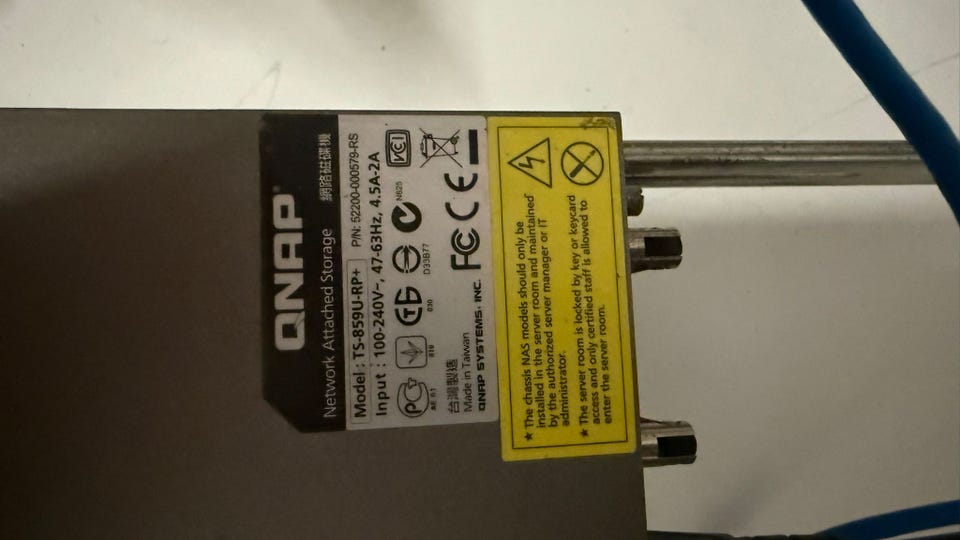 QNAP
Network Attached Storage 網路磁碟機
Model : TS-859U-RP+ P/N: 52200-000579-RS
Input : 100-240V~, 47-63Hz, 4.5A-2A
VCI
N625
D33B77
FC CE
台灣製造
Made in Taiwan
QNAP SYSTEMS, INC.
★ The chassis NAS models should only be
installed in the server room and maintained
by the authorized server manager or IT
administrator.
★ The server room is locked by key or keycard
access and only certified staff is allowed to
enter the server room.